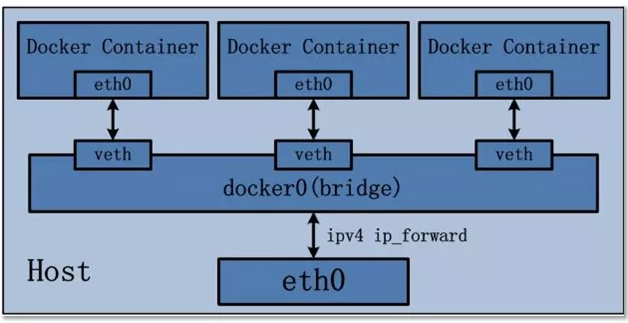 Docker Container
Docker Container
Docker Container
eth0
eth0
eth0
veth
veth
veth
docker0(bridge)
ipv4 ip_forward
Host
eth0